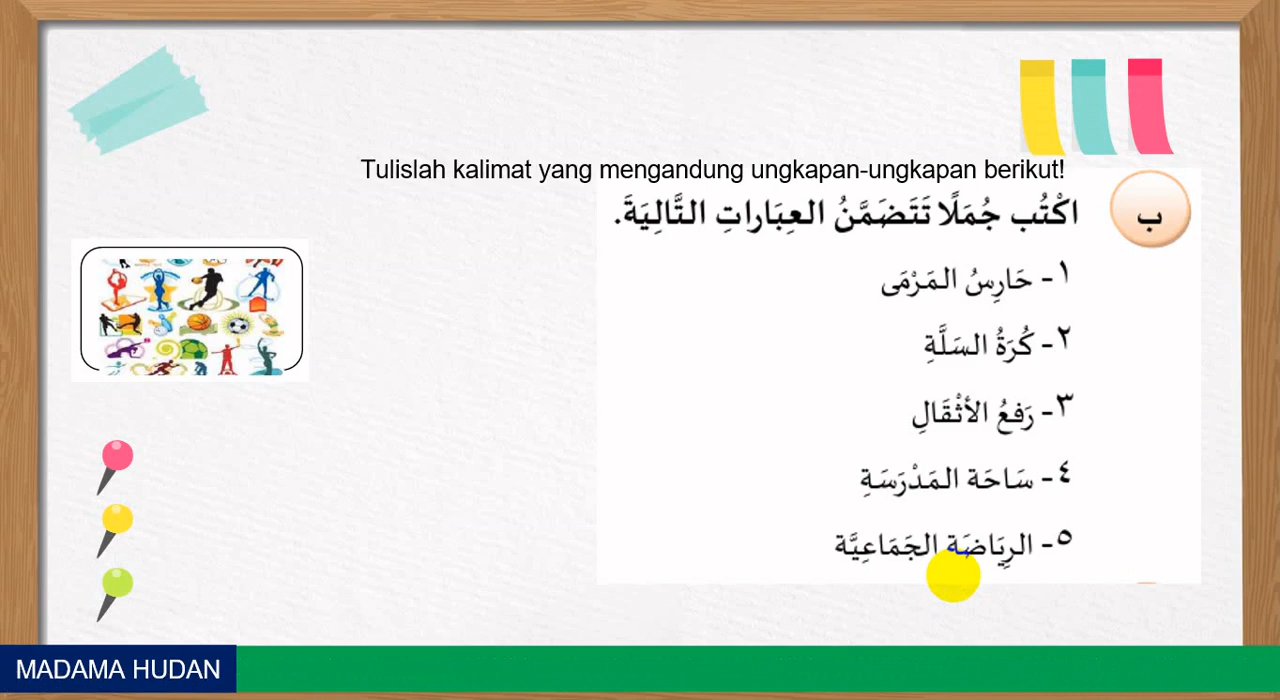 Tulislah kalimat yang mengandung ungkapan-ungkapan berikut!
ب اكْتُب جُمَلًا تَتَضَمَّنُ العِبَاراتِ التَّالِيَةَ.
١- حَارِسُ المَرْمَى
٢- كُرَةُ السَلَّةِ
٣- رَفعُ الأثْقَالِ
٤- سَاحَة المَدْرَسَةِ
٥- الرِيَاضَة الجَمَاعِيَّة
MADAMA HUDAN